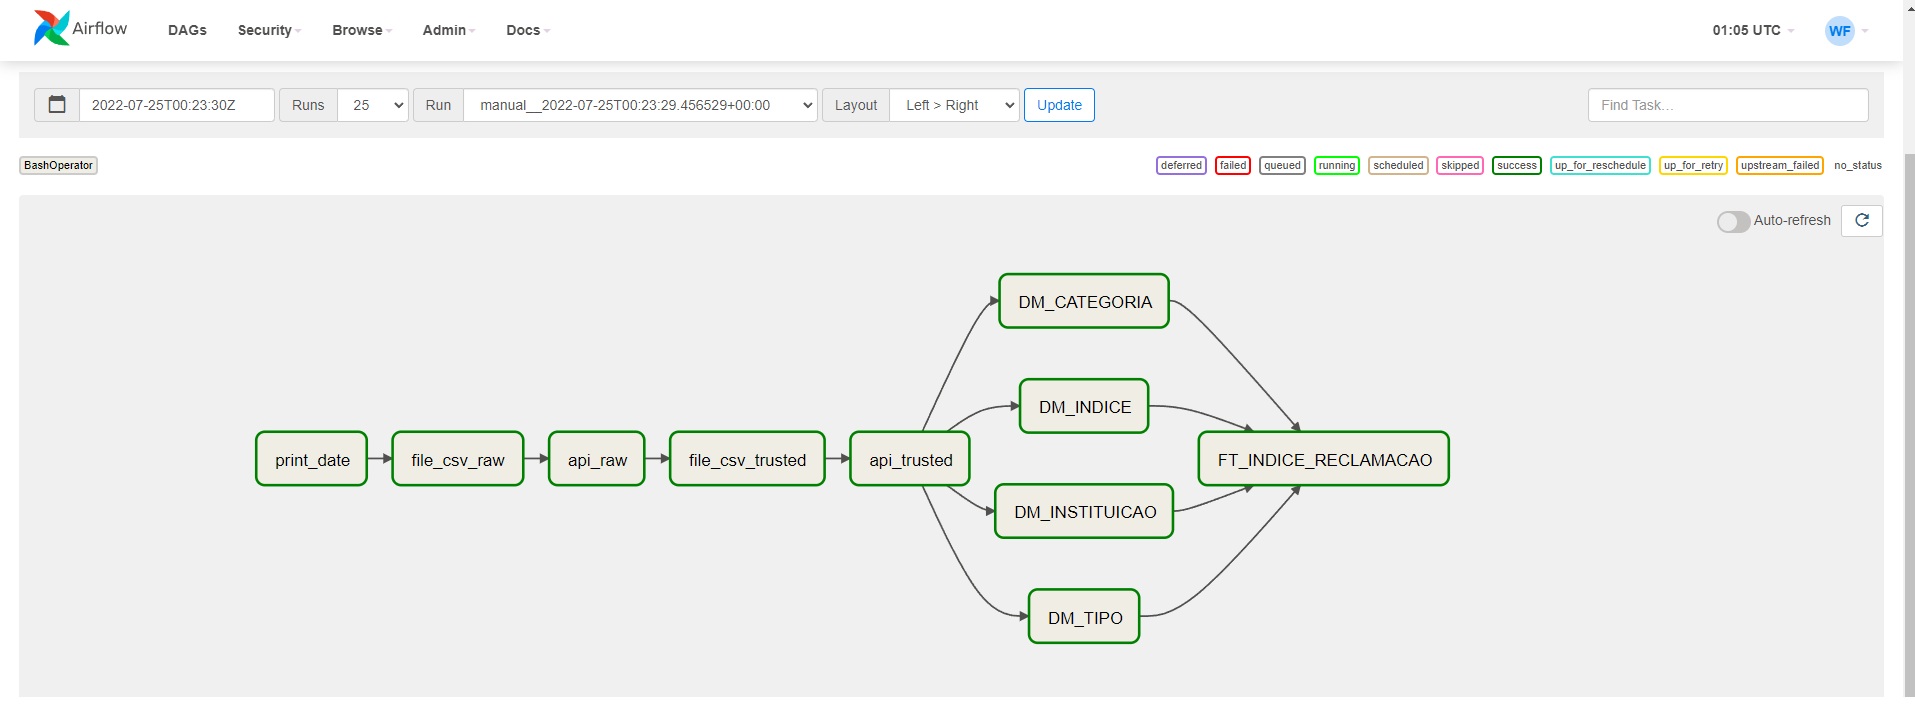 Airflow DAGs Security Browse Admin Docs 01:05 UTC WF
2022-07-25T00:23:30Z Runs 25 Run manual__2022-07-25T00:23:29.456529+00:00 Layout Left > Right Update Find Task...
BashOperator deferred failed queued running scheduled skipped success up_for_reschedule up_for_retry upstream_failed no_status
Auto-refresh
DM_CATEGORIA
DM_INDICE
print_date file_csv_raw api_raw file_csv_trusted api_trusted FT_INDICE_RECLAMACAO
DM_INSTITUICAO
DM_TIPO